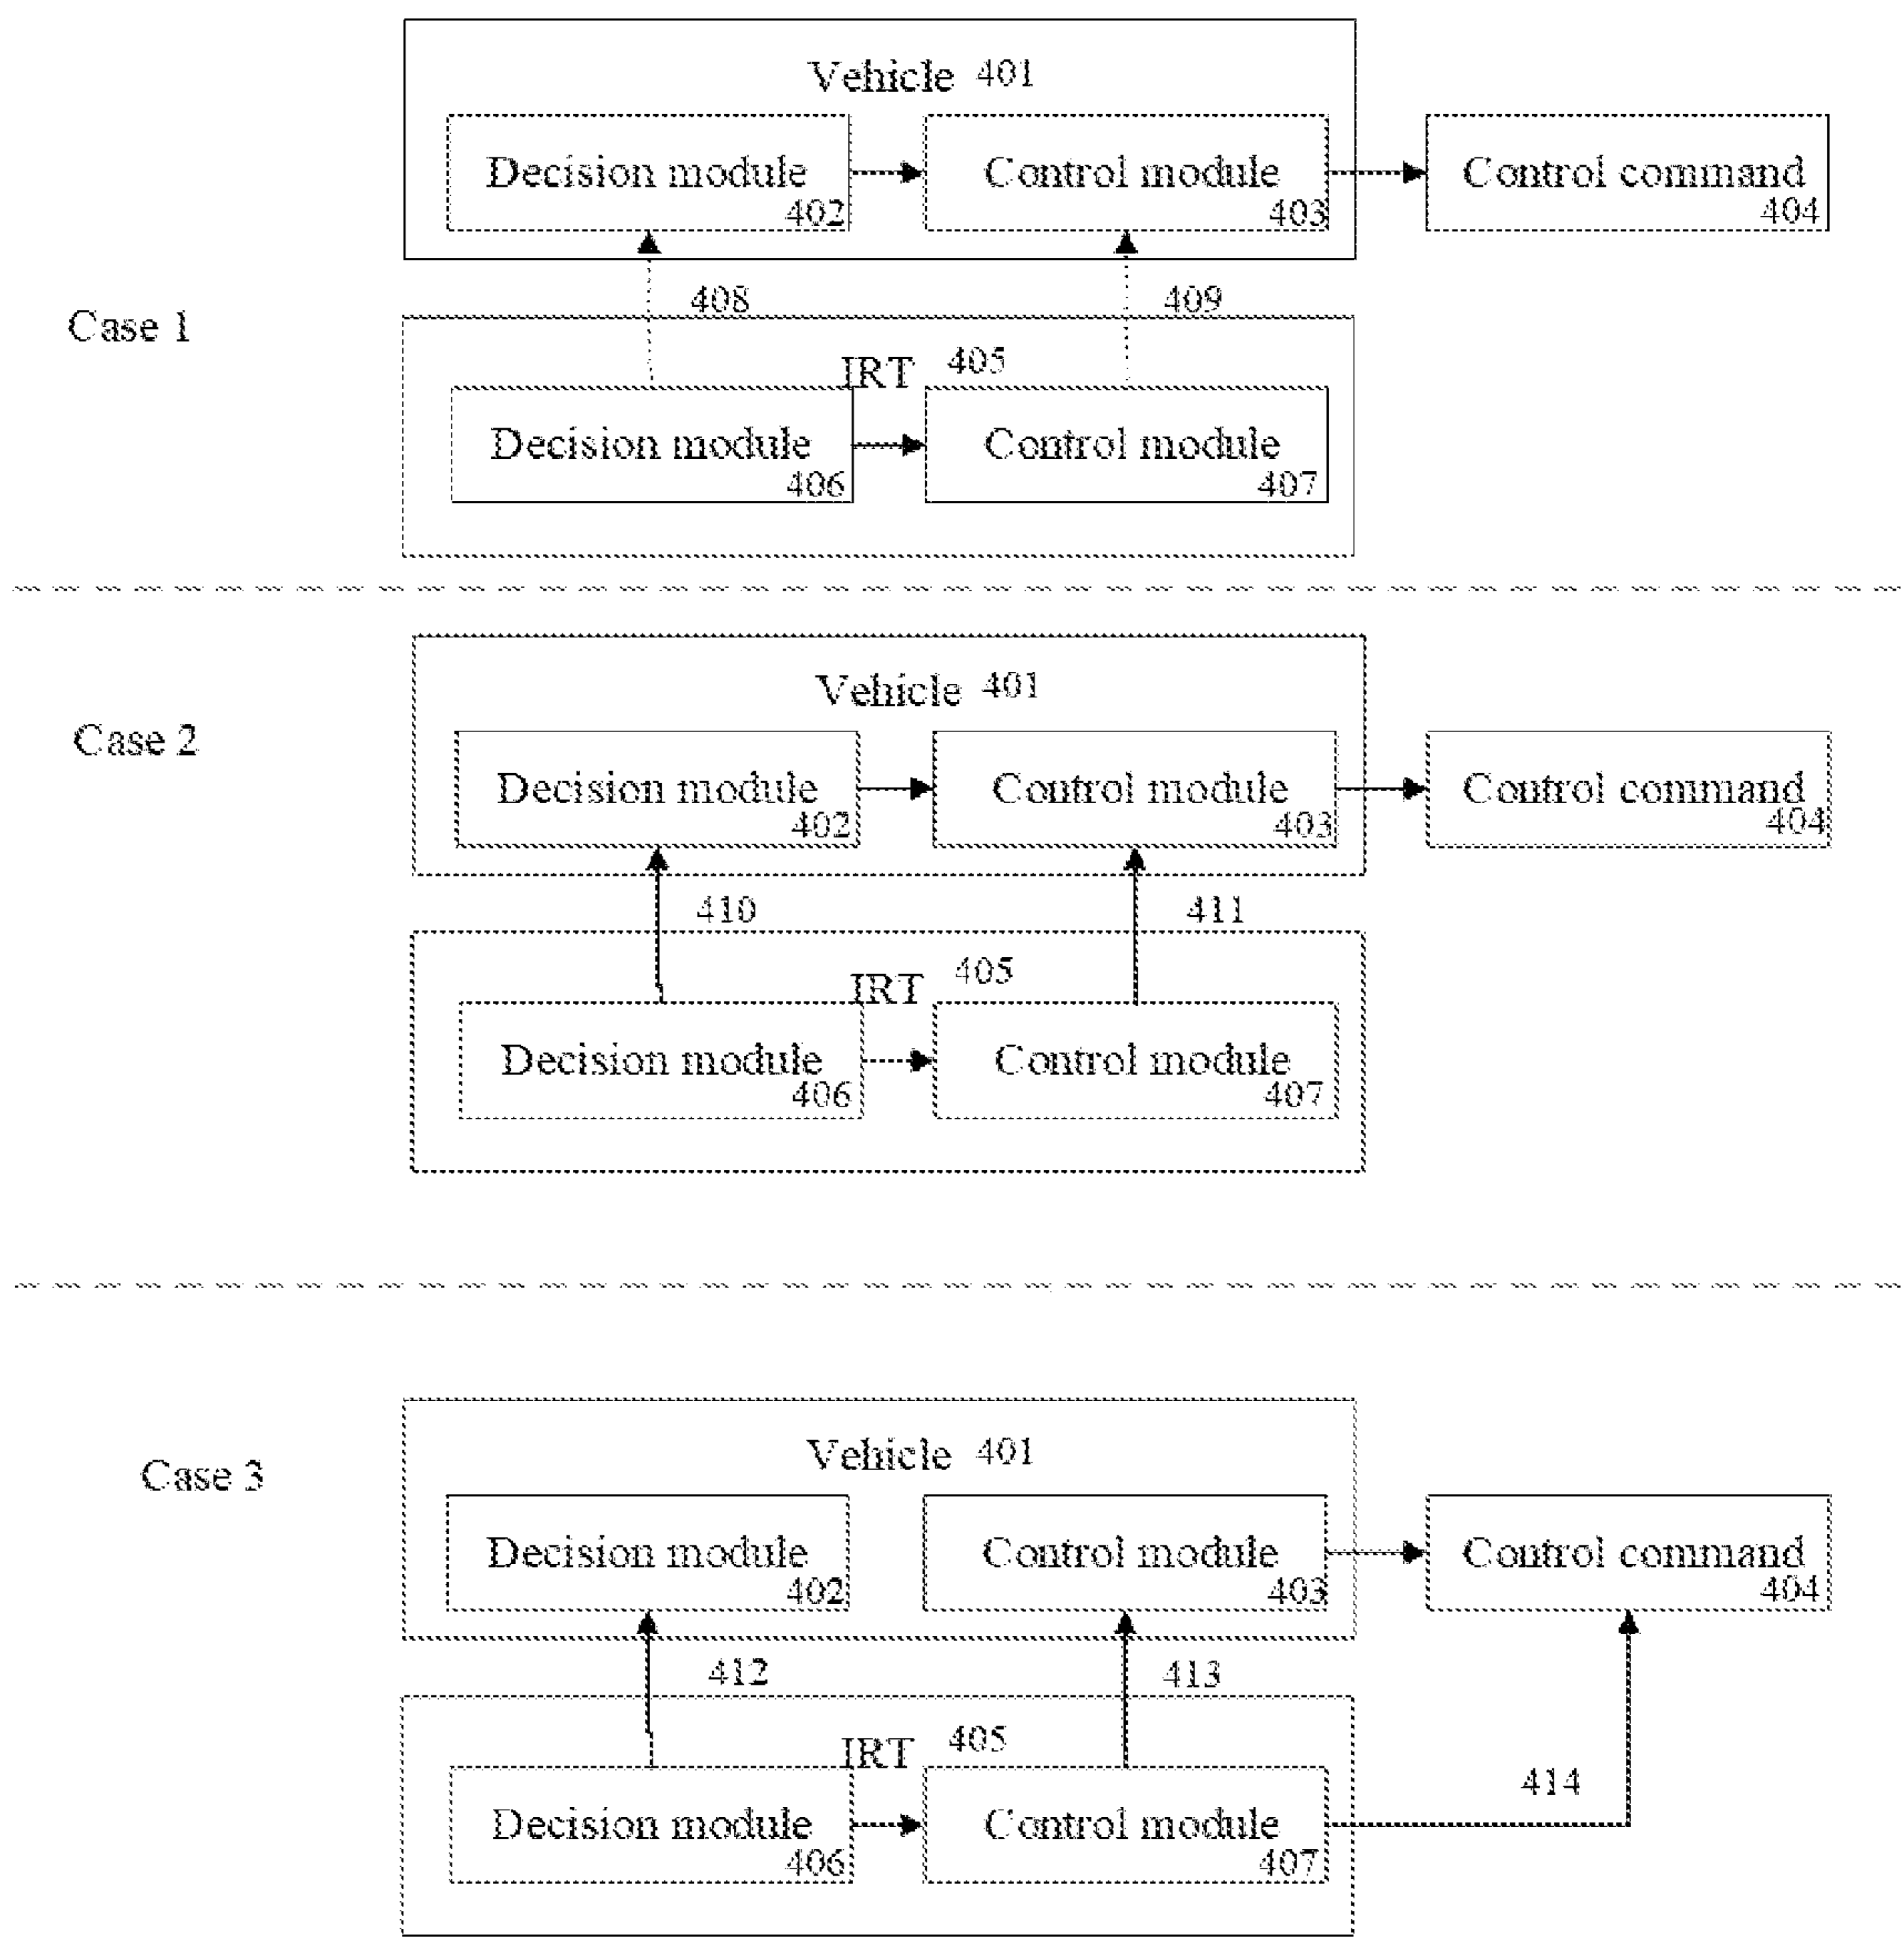 Vehicle 401
Decision module
402
Control module
403
Control command
404
408
409
Case 1
IRT 405
Decision module
406
Control module
407
Vehicle 401
Case 2
Decision module
402
Control module
403
Control command
404
410
411
IRT 405
Decision module
406
Control module
407
Vehicle 401
Case 3
Decision module
402
Control module
403
Control command
404
412
413
IRT 405
414
Decision module
406
Control module
407